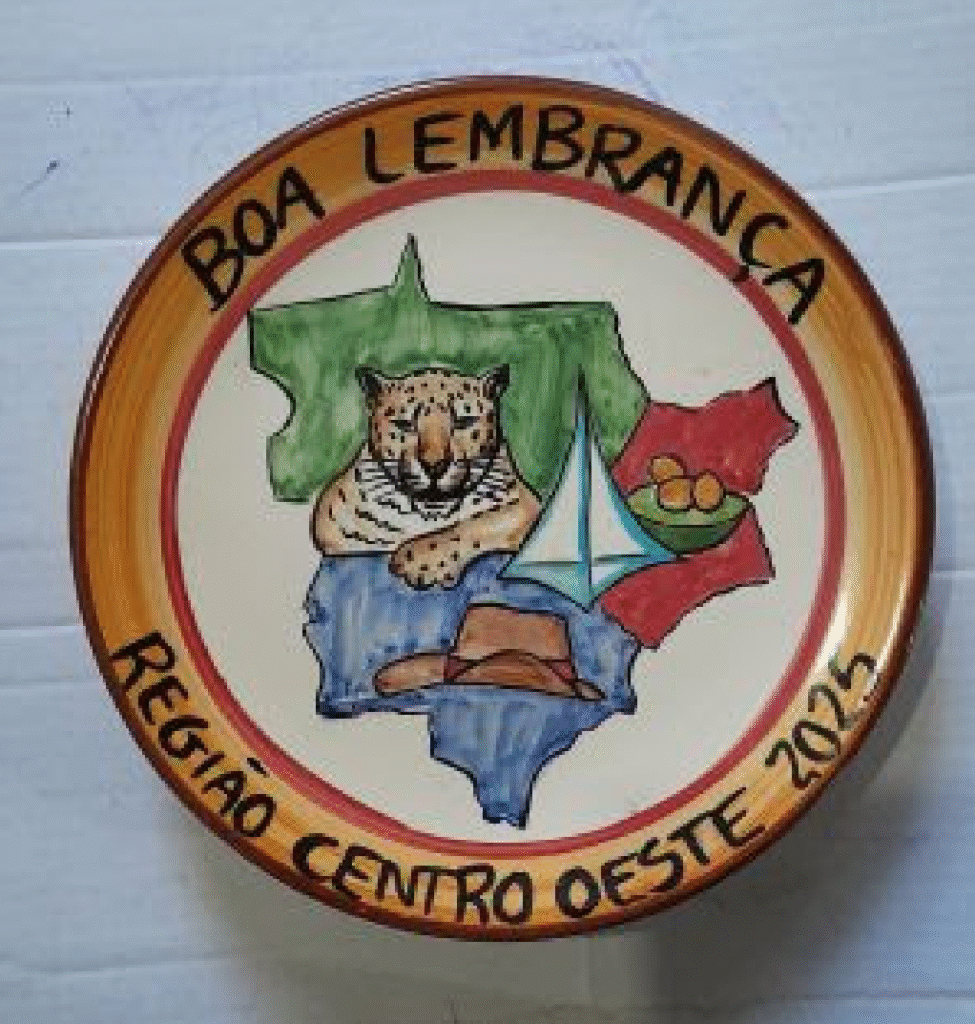 BOA LEMBRANÇA
REGIÃO CENTRO OESTE 2025